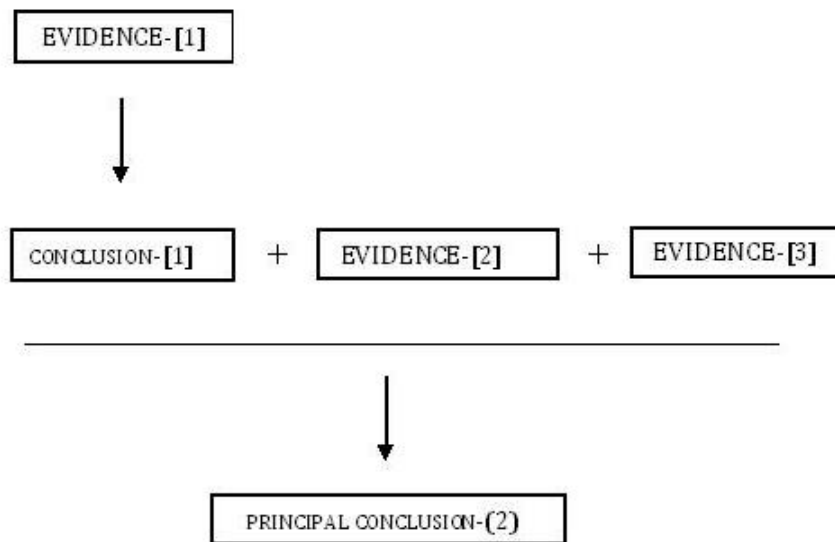 EVIDENCE-[1]
CONCLUSION-[1] + EVIDENCE-[2] + EVIDENCE-[3]
PRINCIPAL CONCLUSION-(2)